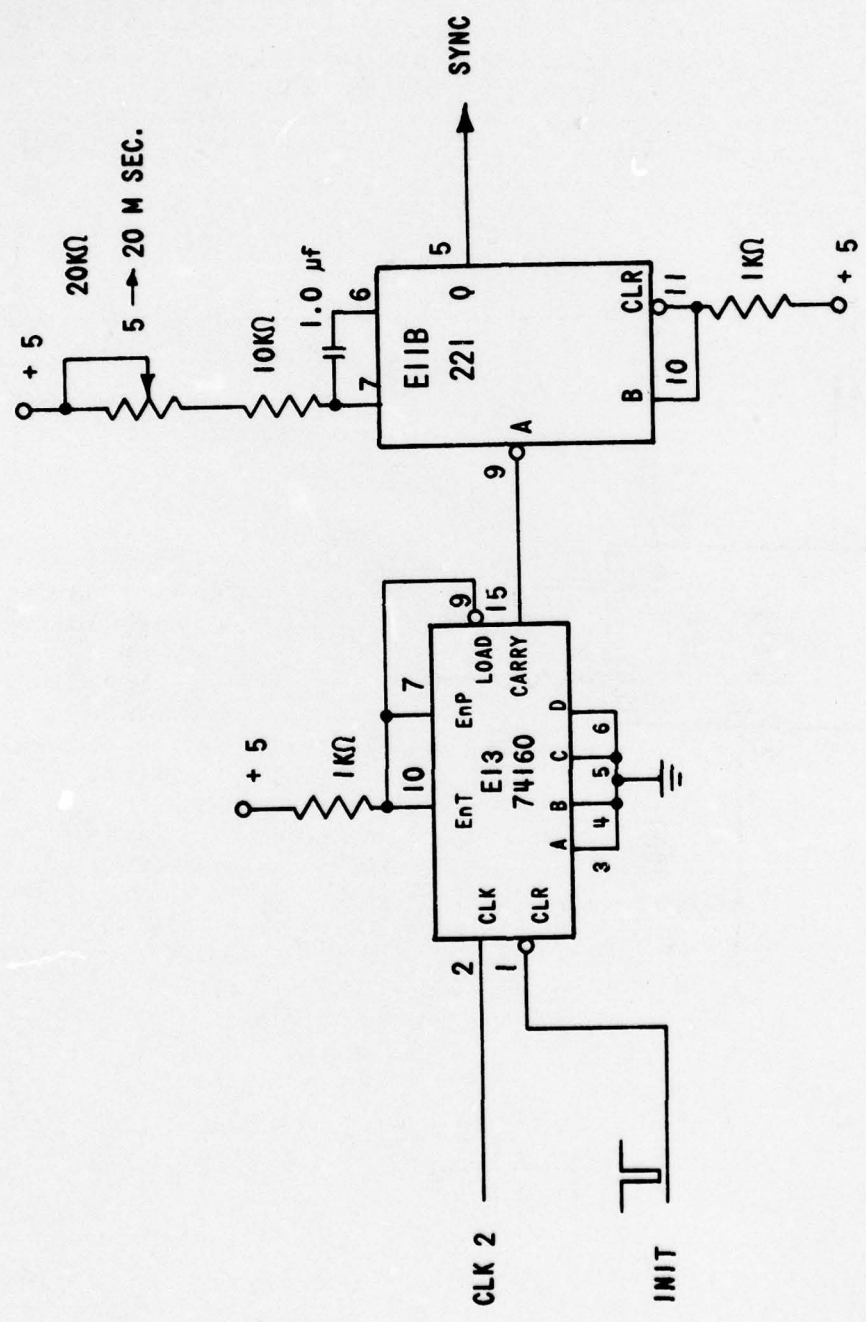 + 5
20KΩ
5 → 20 M SEC.
10KΩ
1.0 µf
7
6
E11B
221
Q
5
SYNC
A
9
B
CLR
10
11
1KΩ
+ 5
+ 5
1KΩ
10
7
9
15
EnT
EnP
LOAD
CARRY
E13
74160
CLK
CLR
A
B
C
D
3
4
5
6
2
1
CLK 2
INIT